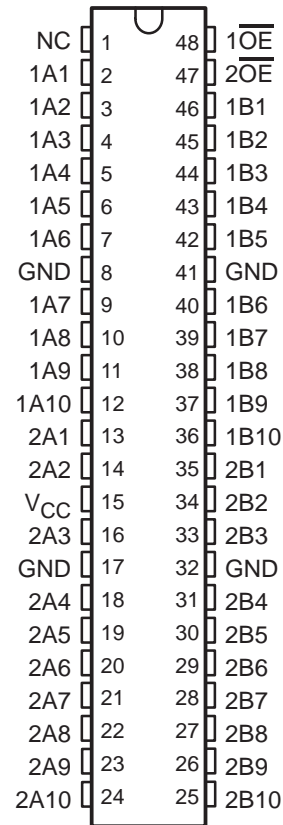 NC 1 48 1O̅E̅
1A1 2 47 2O̅E̅
1A2 3 46 1B1
1A3 4 45 1B2
1A4 5 44 1B3
1A5 6 43 1B4
1A6 7 42 1B5
GND 8 41 GND
1A7 9 40 1B6
1A8 10 39 1B7
1A9 11 38 1B8
1A10 12 37 1B9
2A1 13 36 1B10
2A2 14 35 2B1
VCC 15 34 2B2
2A3 16 33 2B3
GND 17 32 GND
2A4 18 31 2B4
2A5 19 30 2B5
2A6 20 29 2B6
2A7 21 28 2B7
2A8 22 27 2B8
2A9 23 26 2B9
2A10 24 25 2B10